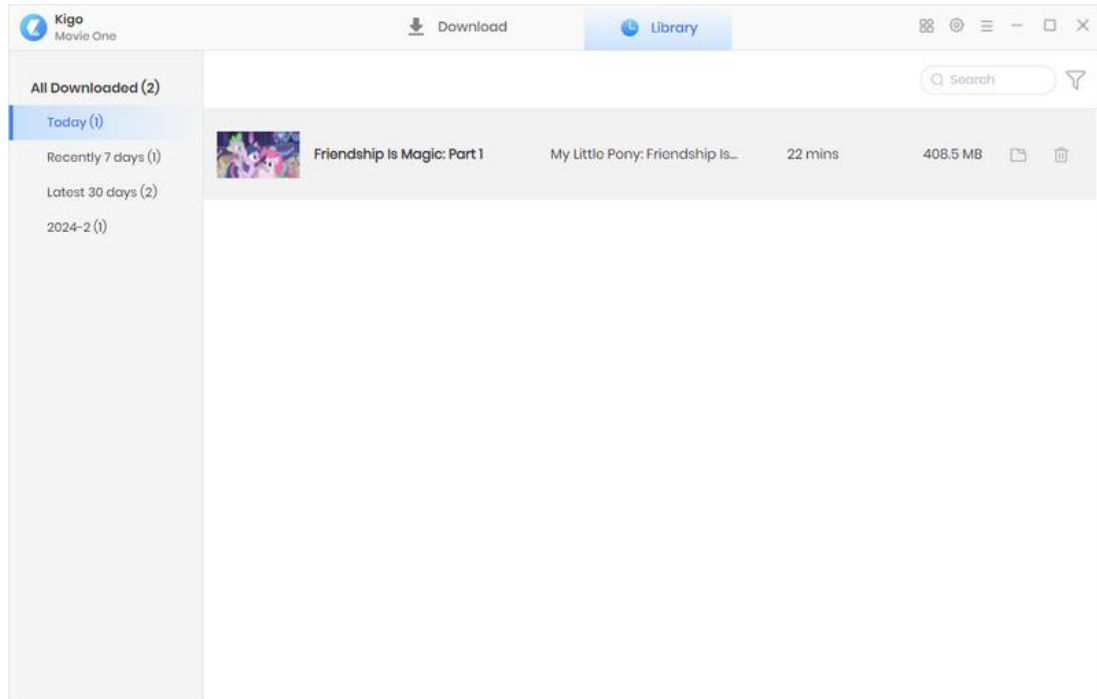 Kigo
Movie One
Download
Library
All Downloaded (2)
Today (1)
Recently 7 days (1)
Latest 30 days (2)
2024-2 (1)
Search
Friendship Is Magic: Part 1
My Little Pony: Friendship Is...
22 mins
408.5 MB